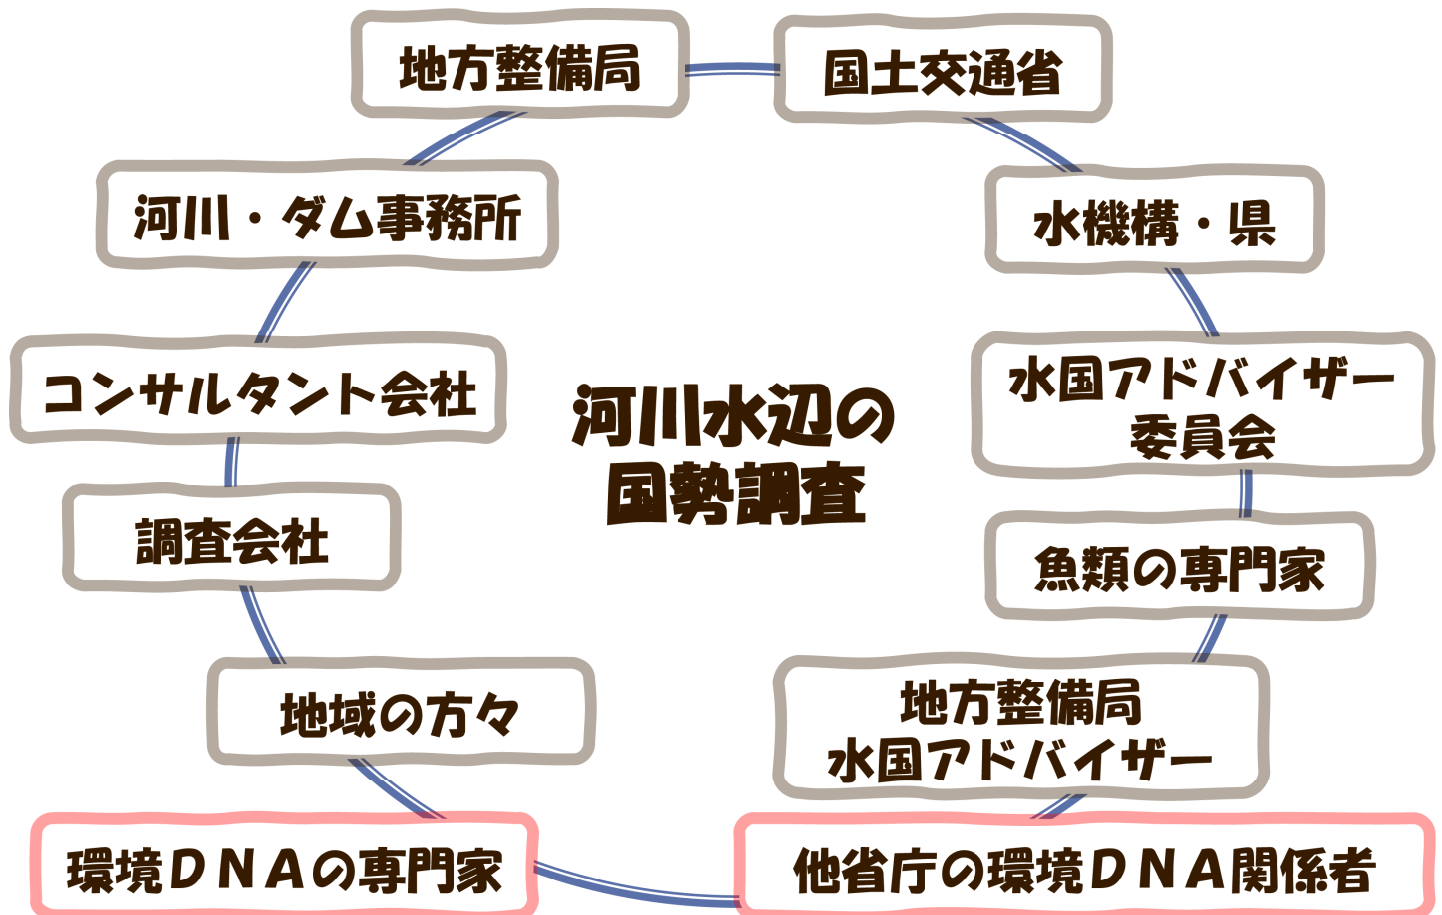 地方整備局
国土交通省
河川・ダム事務所
水機構・県
コンサルタント会社
水国アドバイザー
委員会
河川水辺の
国勢調査
調査会社
魚類の専門家
地域の方々
地方整備局
水国アドバイザー
環境ＤＮＡの専門家
他省庁の環境ＤＮＡ関係者